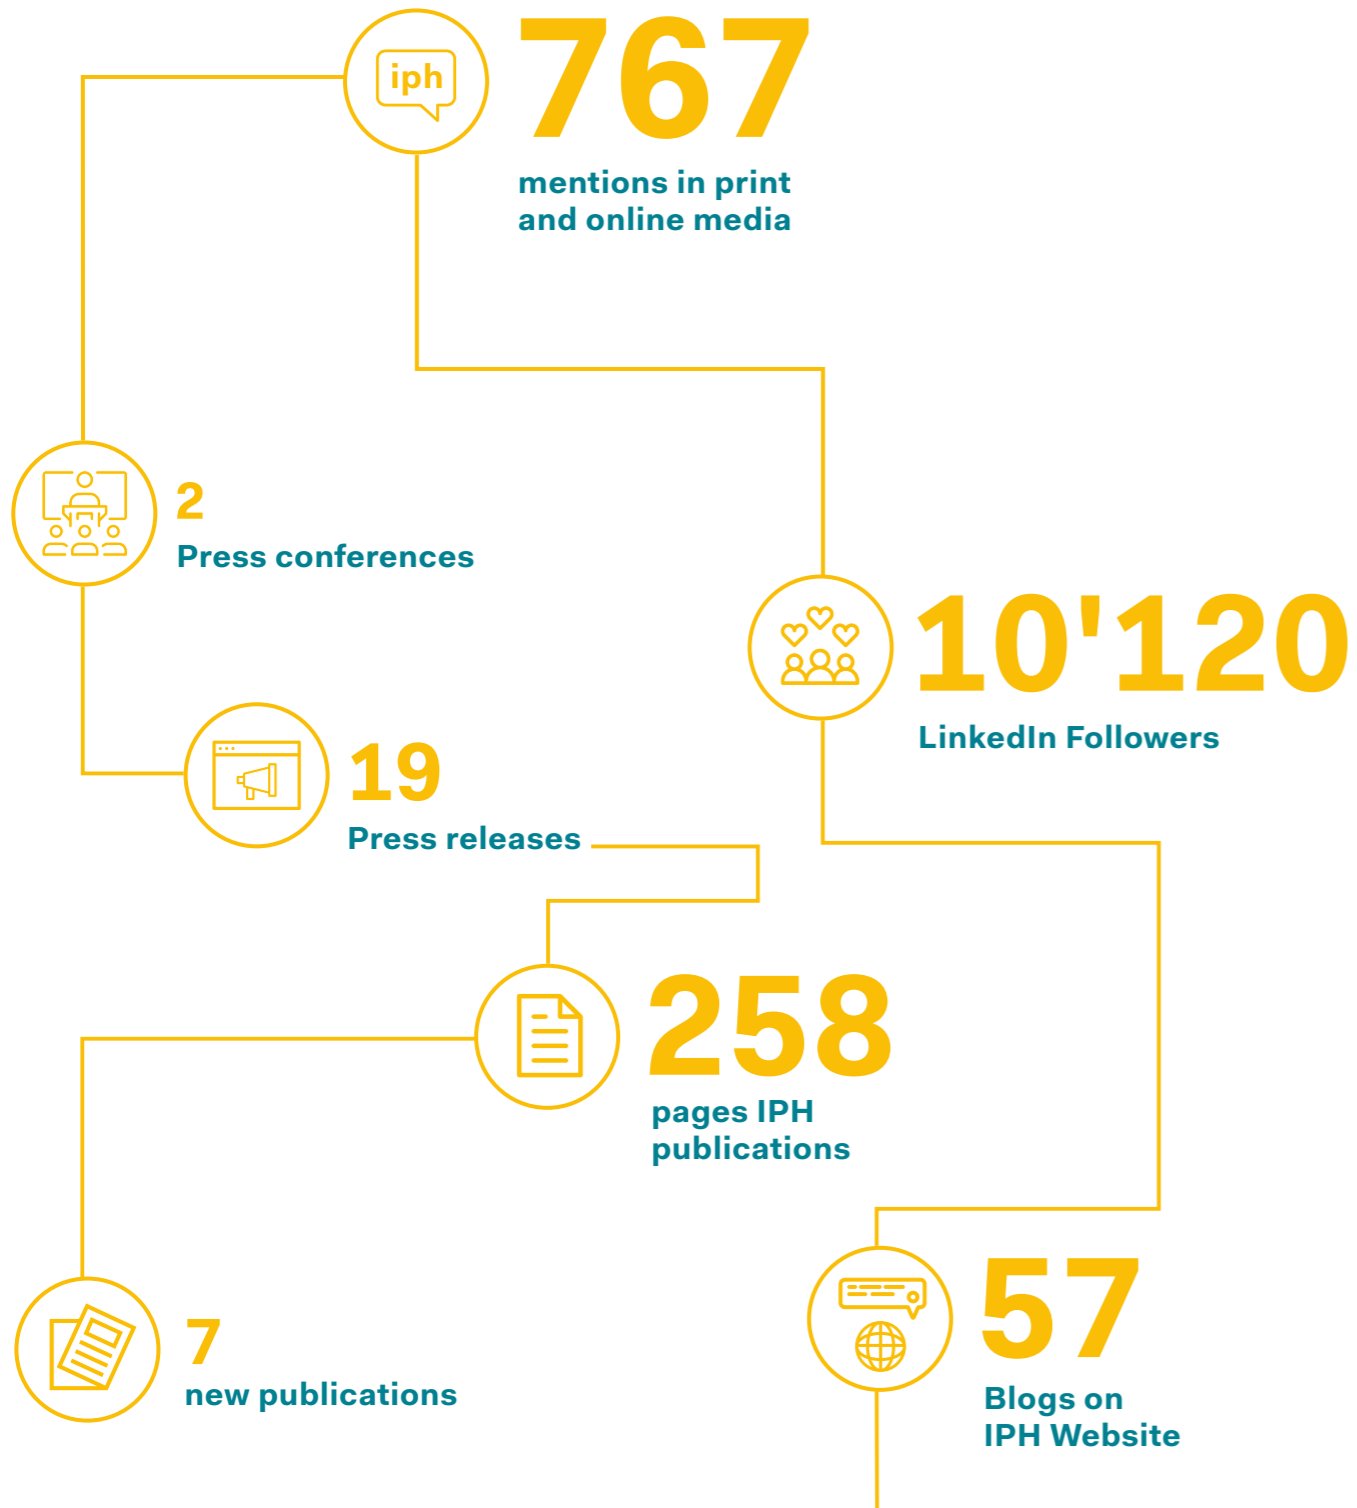 iph
767
mentions in print
and online media
2
Press conferences
10'120
LinkedIn Followers
19
Press releases
258
pages IPH
publications
7
new publications
57
Blogs on
IPH Website